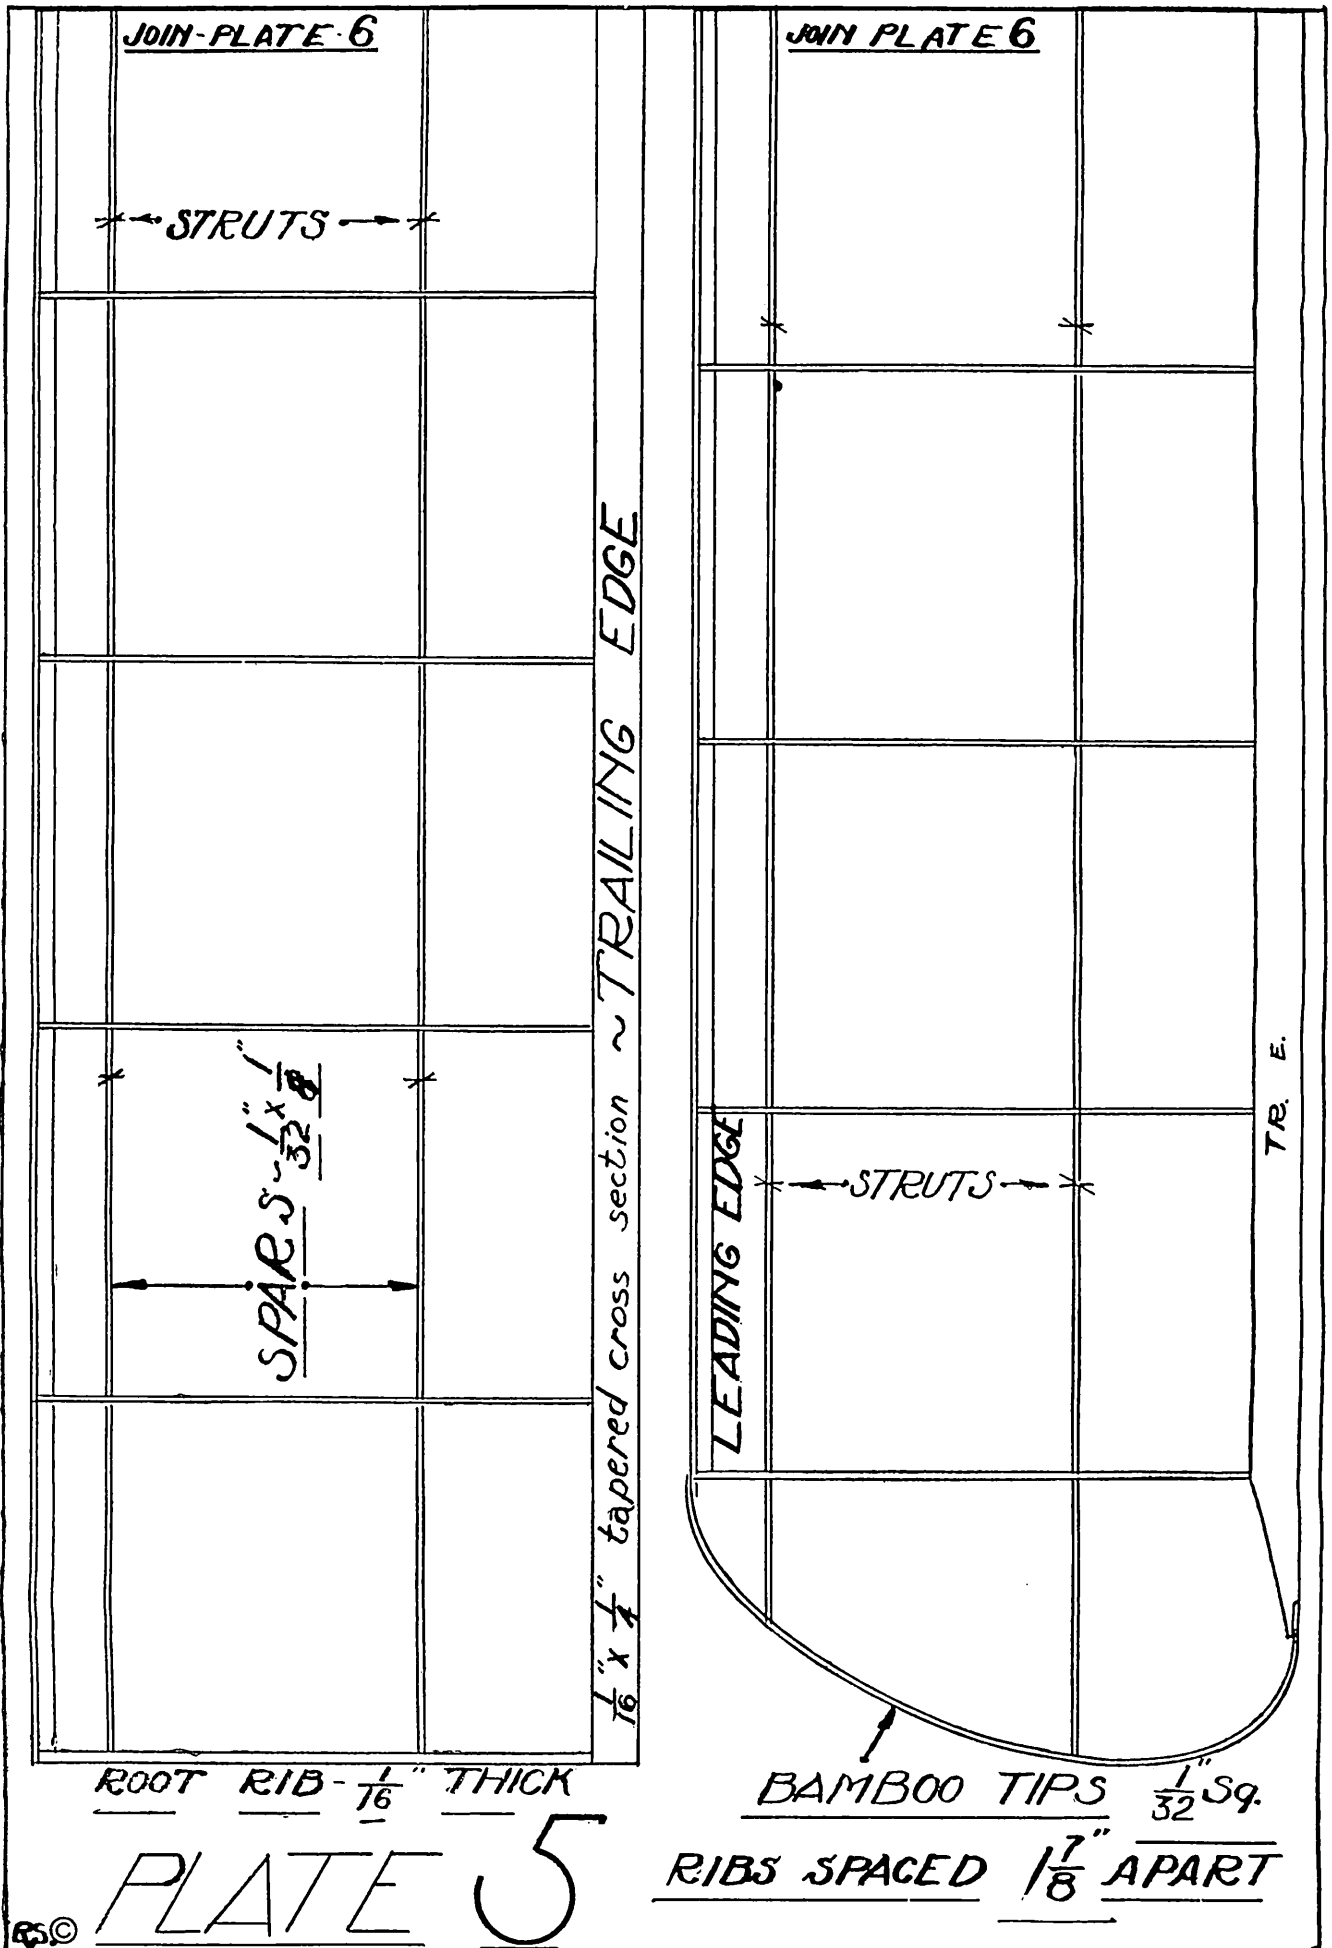 JOIN-PLATE-6
JOIN PLATE 6
STRUTS
1/16" x 1/4" tapered cross section ~ TRAILING EDGE
SPARS - 1/32" x 1/8"
LEADING EDGE
STRUTS
TR. E.
ROOT RIB - 1/16" THICK
BAMBOO TIPS 1/32" Sq.
RIBS SPACED 1 7/8" APART
PLATE 5
RS©